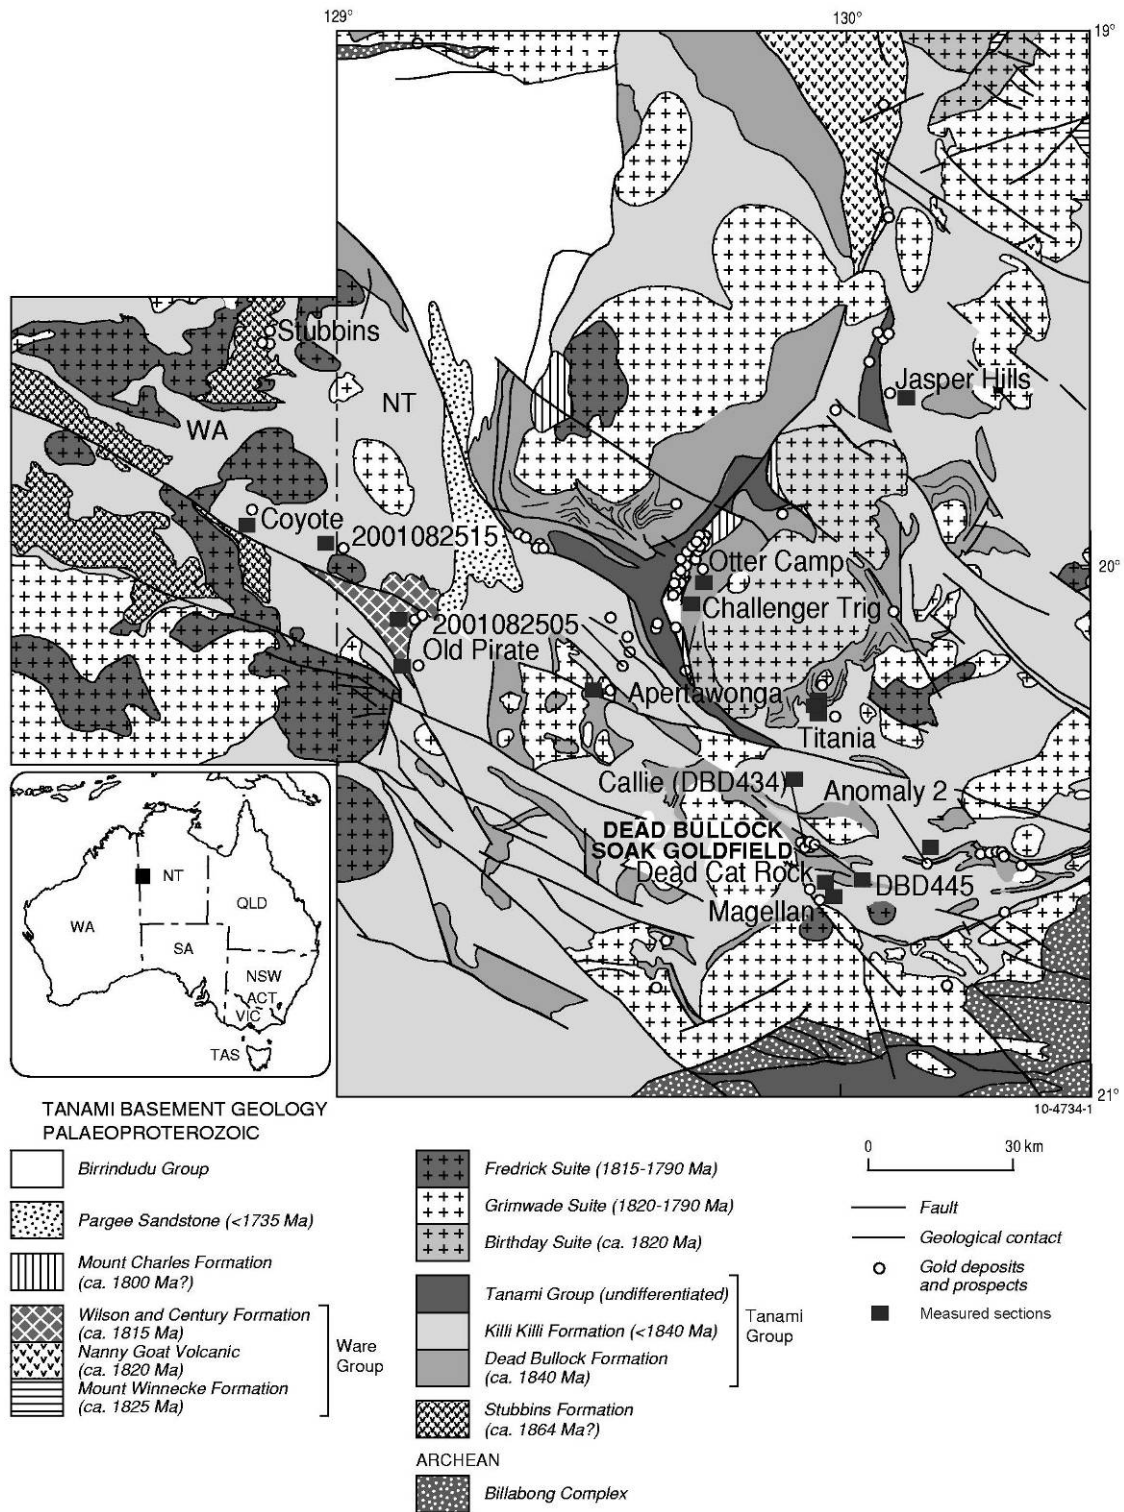 129°
130°
19°
Stubbins
NT
WA
Jasper Hills
Coyote
2001082515
20°
Otter Camp
Challenger Trig
2001082505
Old Pirate
Apertawonga
Titania
Callie (DBD434)
Anomaly 2
DEAD BULLOCK
SOAK GOLDFIELD
Dead Cat Rock
DBD445
Magellan
21°
10-4734-1
NT
WA
QLD
SA
NSW
ACT
VIC
TAS
TANAMI BASEMENT GEOLOGY
PALAEOPROTEROZOIC
Birrindudu Group
Pargee Sandstone (<1735 Ma)
Mount Charles Formation
(ca. 1800 Ma?)
Wilson and Century Formation
(ca. 1815 Ma)
Nanny Goat Volcanic
(ca. 1820 Ma)
Mount Winnecke Formation
(ca. 1825 Ma)
Ware
Group
Fredrick Suite (1815-1790 Ma)
Grimwade Suite (1820-1790 Ma)
Birthday Suite (ca. 1820 Ma)
Tanami Group (undifferentiated)
Killi Killi Formation (<1840 Ma)
Dead Bullock Formation
(ca. 1840 Ma)
Tanami
Group
Stubbins Formation
(ca. 1864 Ma?)
ARCHEAN
Billabong Complex
0 30 km
Fault
Geological contact
Gold deposits
and prospects
Measured sections